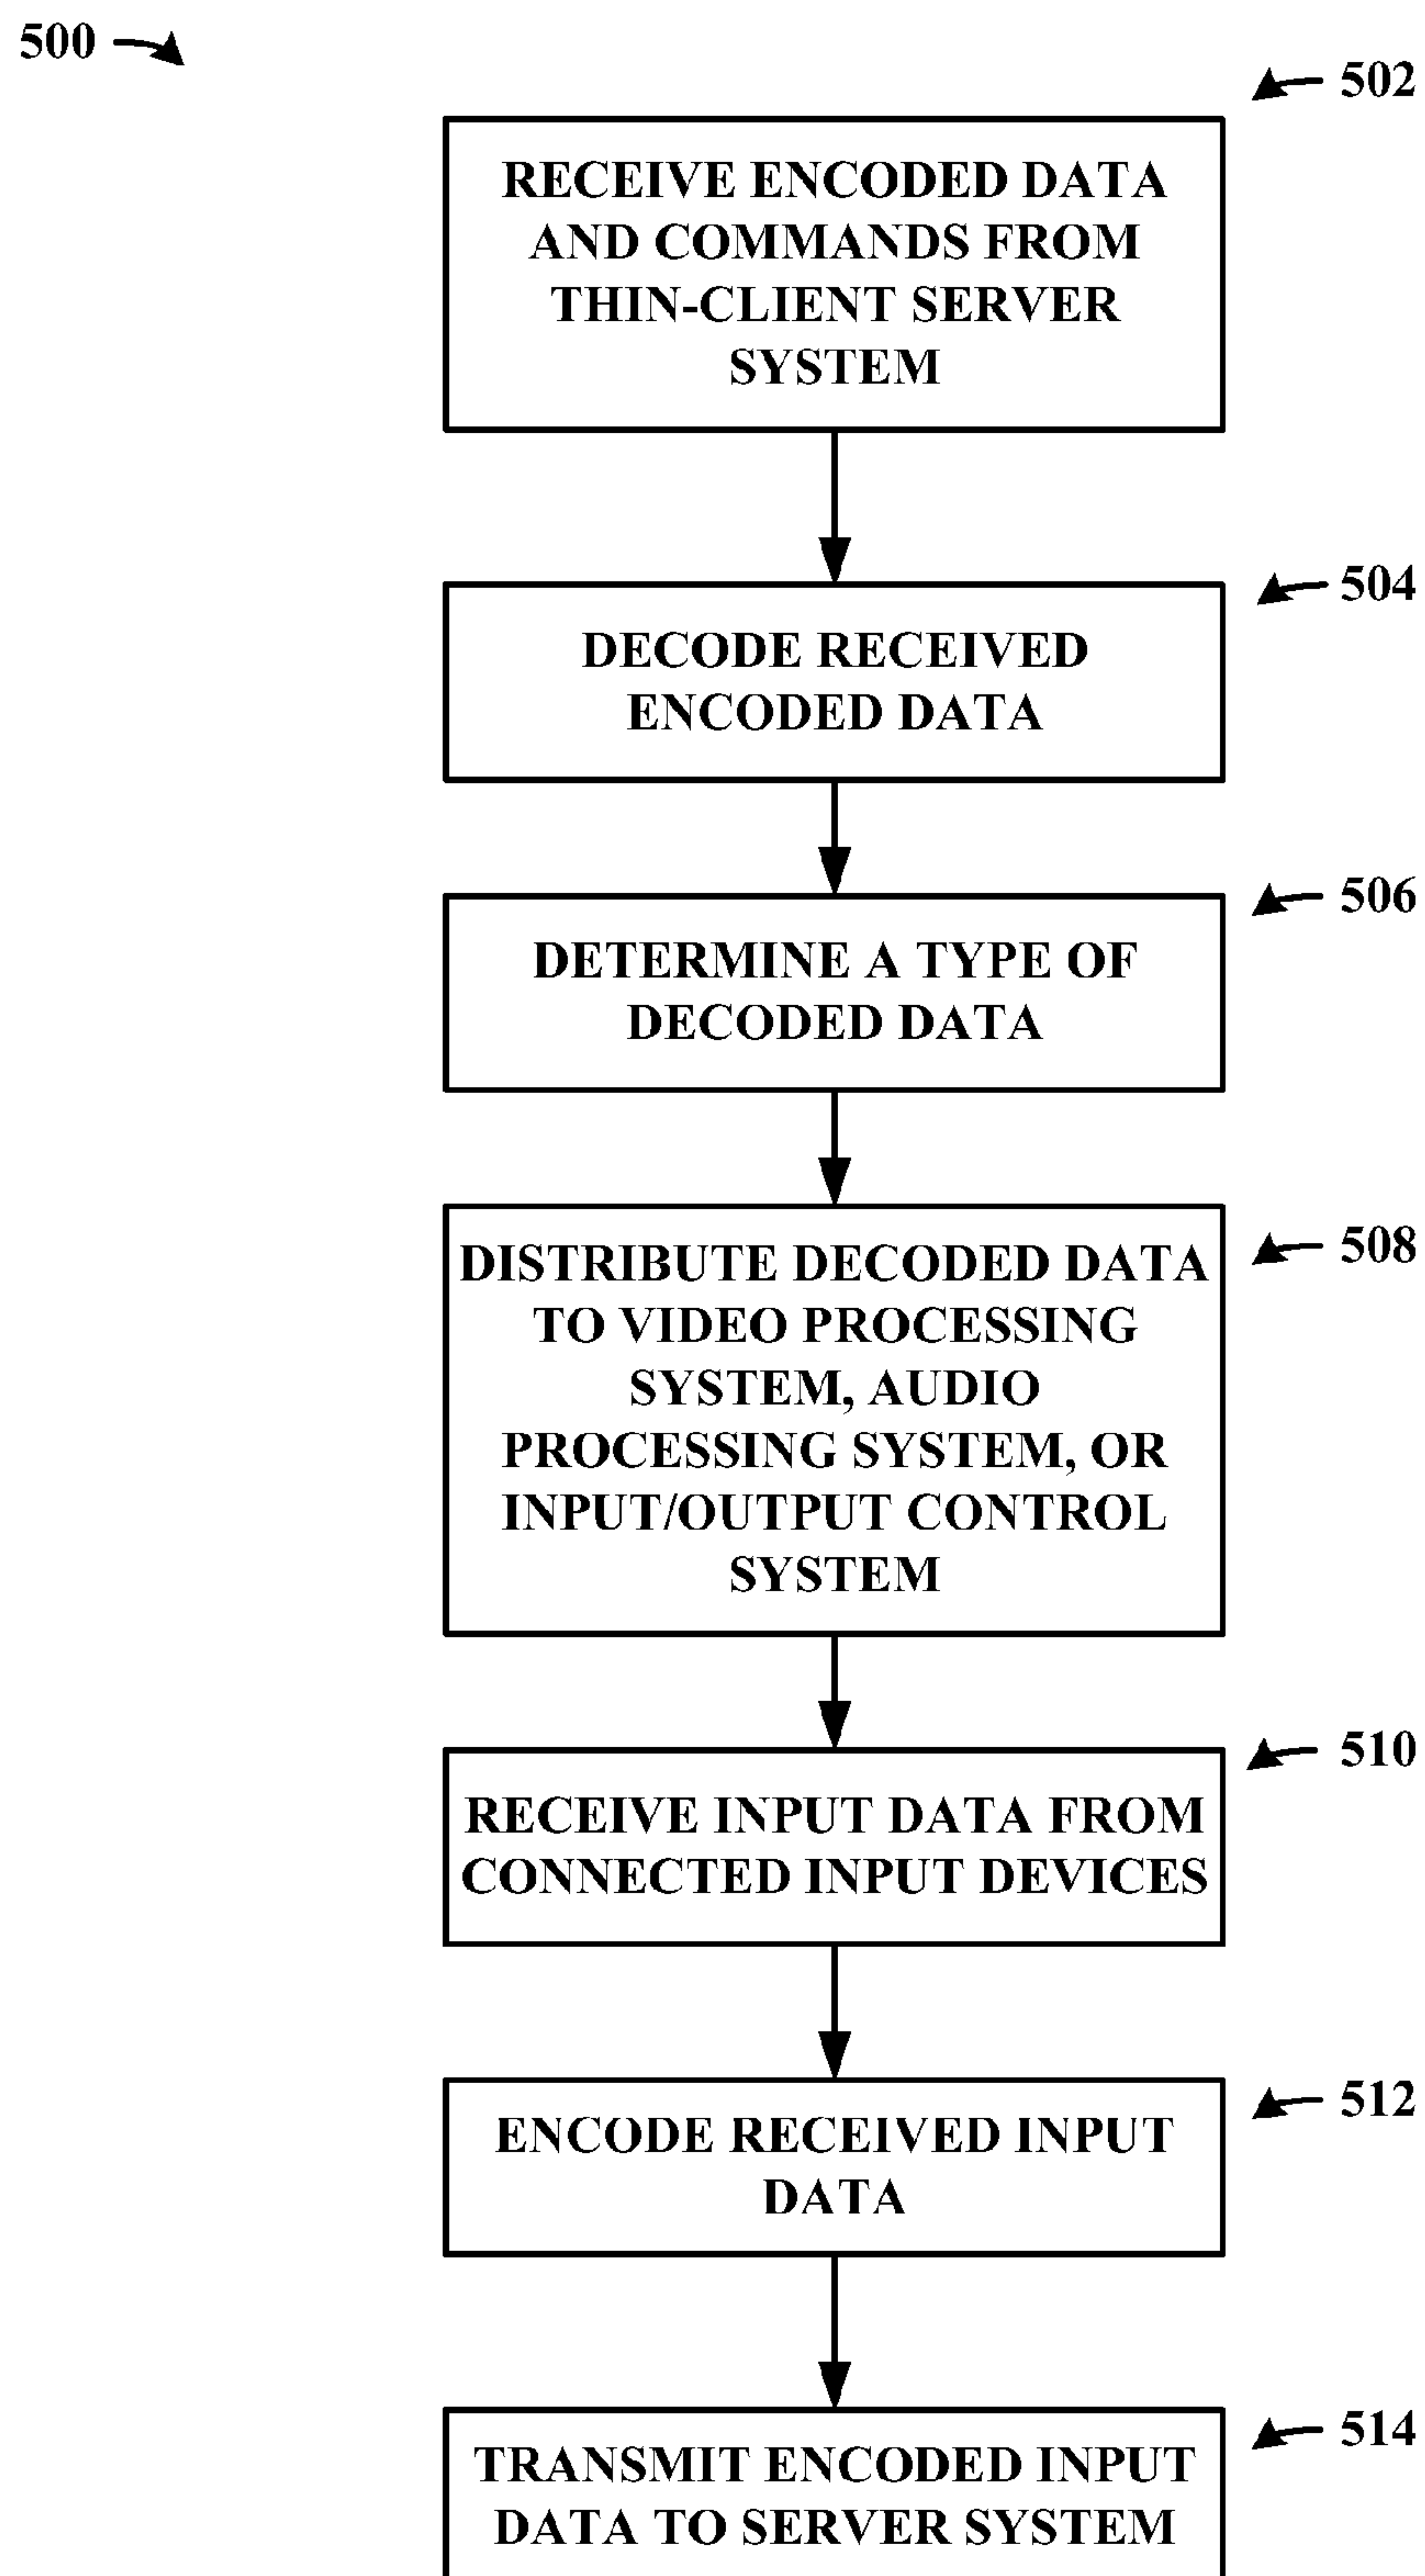 500
502
RECEIVE ENCODED DATA
AND COMMANDS FROM
THIN-CLIENT SERVER
SYSTEM
504
DECODE RECEIVED
ENCODED DATA
506
DETERMINE A TYPE OF
DECODED DATA
508
DISTRIBUTE DECODED DATA
TO VIDEO PROCESSING
SYSTEM, AUDIO
PROCESSING SYSTEM, OR
INPUT/OUTPUT CONTROL
SYSTEM
510
RECEIVE INPUT DATA FROM
CONNECTED INPUT DEVICES
512
ENCODE RECEIVED INPUT
DATA
514
TRANSMIT ENCODED INPUT
DATA TO SERVER SYSTEM